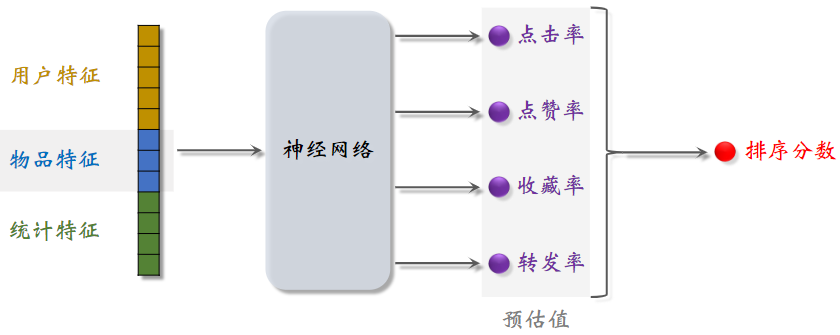 用户特征
物品特征
统计特征
神经网络
点击率
点赞率
收藏率
转发率
预估值
排序分数